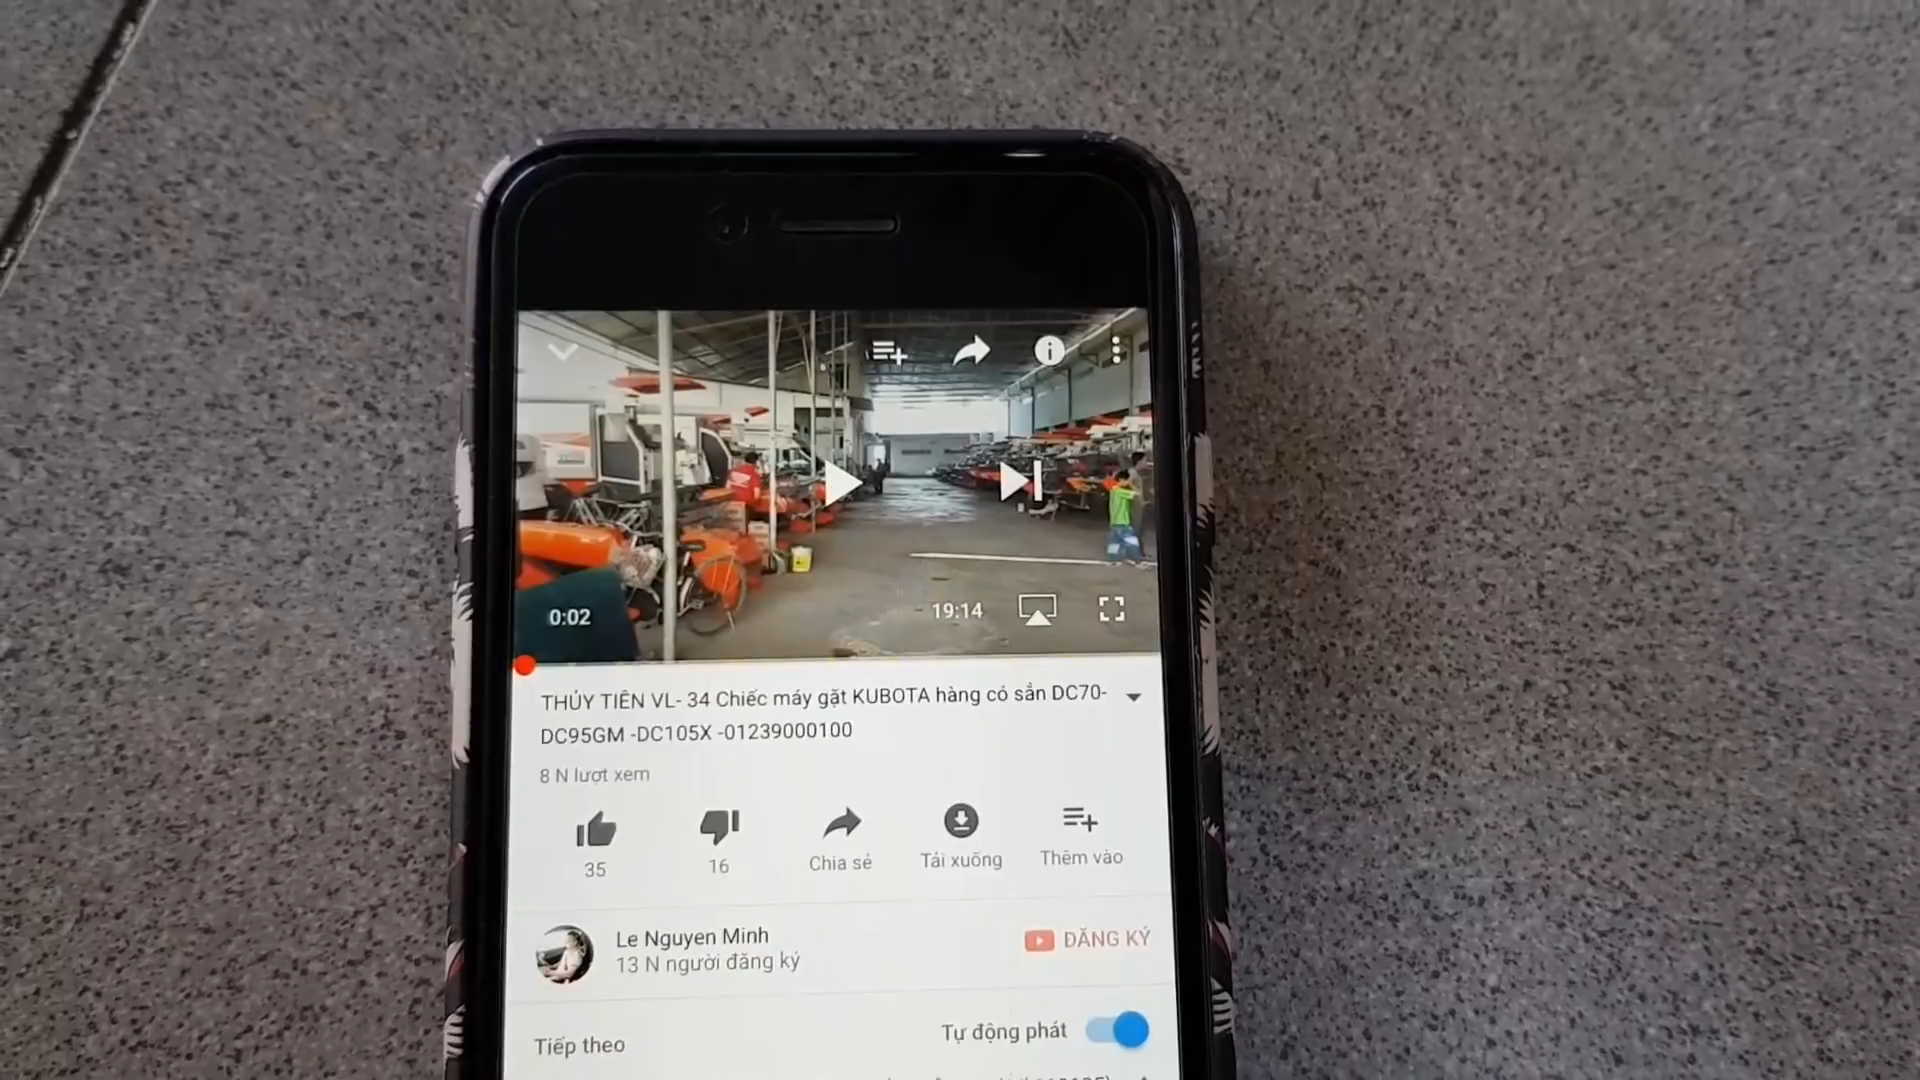 0:02
19:14
THỦY TIÊN VL- 34 Chiếc máy gặt KUBOTA hàng có sẳn DC70-
DC95GM -DC105X -01239000100
8 N lượt xem
35
16
Chia sẻ
Tải xuống
Thêm vào
Le Nguyen Minh
13 N người đăng ký
ĐĂNG KÝ
Tiếp theo
Tự động phát